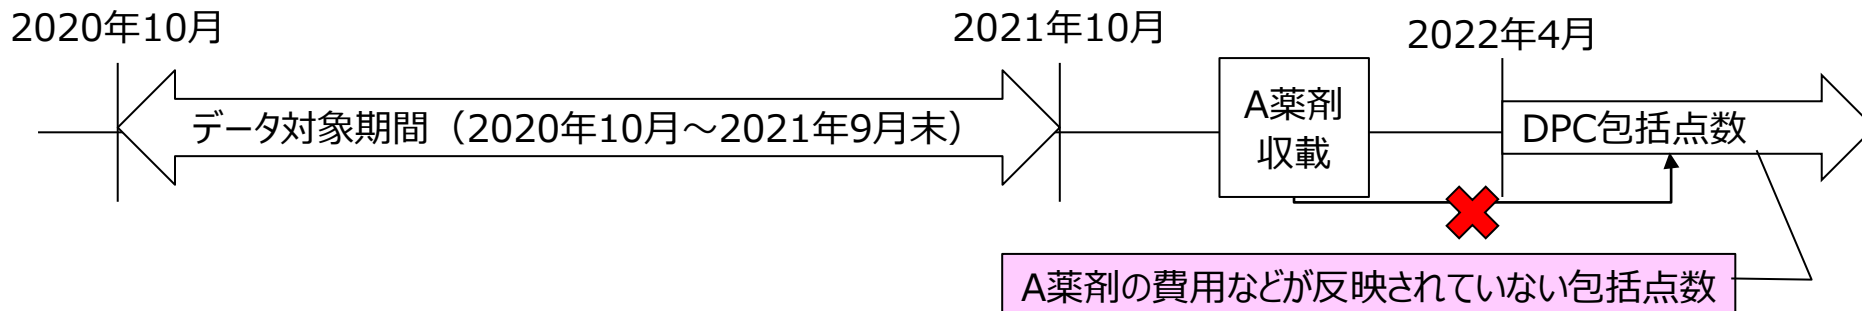 2020年10月
2021年10月
2022年4月
データ対象期間（2020年10月～2021年9月末）
A薬剤
収載
DPC包括点数
A薬剤の費用などが反映されていない包括点数